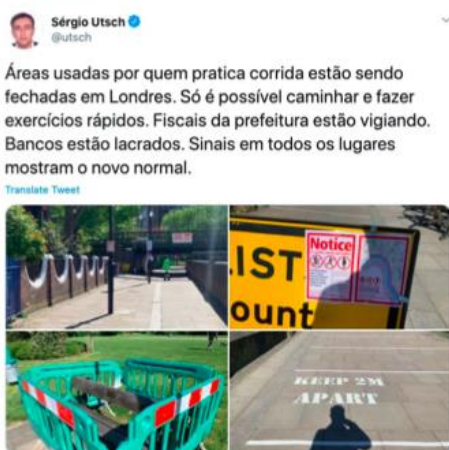 Sérgio Utsch
@utsch
Áreas usadas por quem pratica corrida estão sendo
fechadas em Londres. Só é possível caminhar e fazer
exercícios rápidos. Fiscais da prefeitura estão vigiando.
Bancos estão lacrados. Sinais em todos os lugares
mostram o novo normal.
Translate Tweet
Notice
IST
ount
KEEP 2M
APART